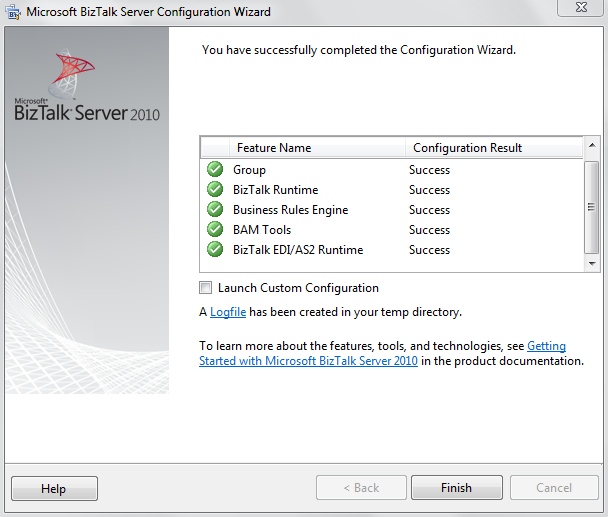 Microsoft BizTalk Server Configuration Wizard
You have successfully completed the Configuration Wizard.
Microsoft®
BizTalk® Server 2010
Feature Name Configuration Result
Group Success
BizTalk Runtime Success
Business Rules Engine Success
BAM Tools Success
BizTalk EDI/AS2 Runtime Success
Launch Custom Configuration
A Logfile has been created in your temp directory.
To learn more about the features, tools, and technologies, see Getting
Started with Microsoft BizTalk Server 2010 in the product documentation.
Help < Back Finish Cancel